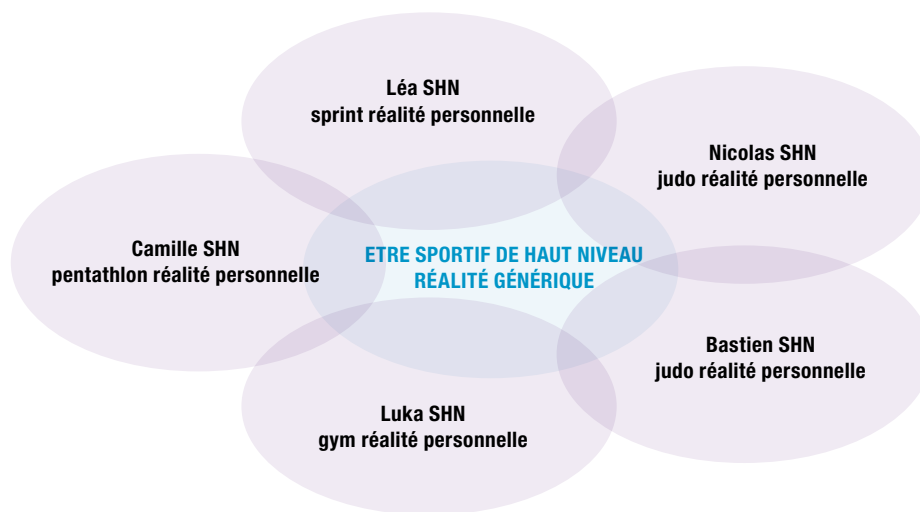 Léa SHN
sprint réalité personnelle
Nicolas SHN
judo réalité personnelle
Camille SHN
pentathlon réalité personnelle
ETRE SPORTIF DE HAUT NIVEAU
RÉALITÉ GÉNÉRIQUE
Bastien SHN
judo réalité personnelle
Luka SHN
gym réalité personnelle